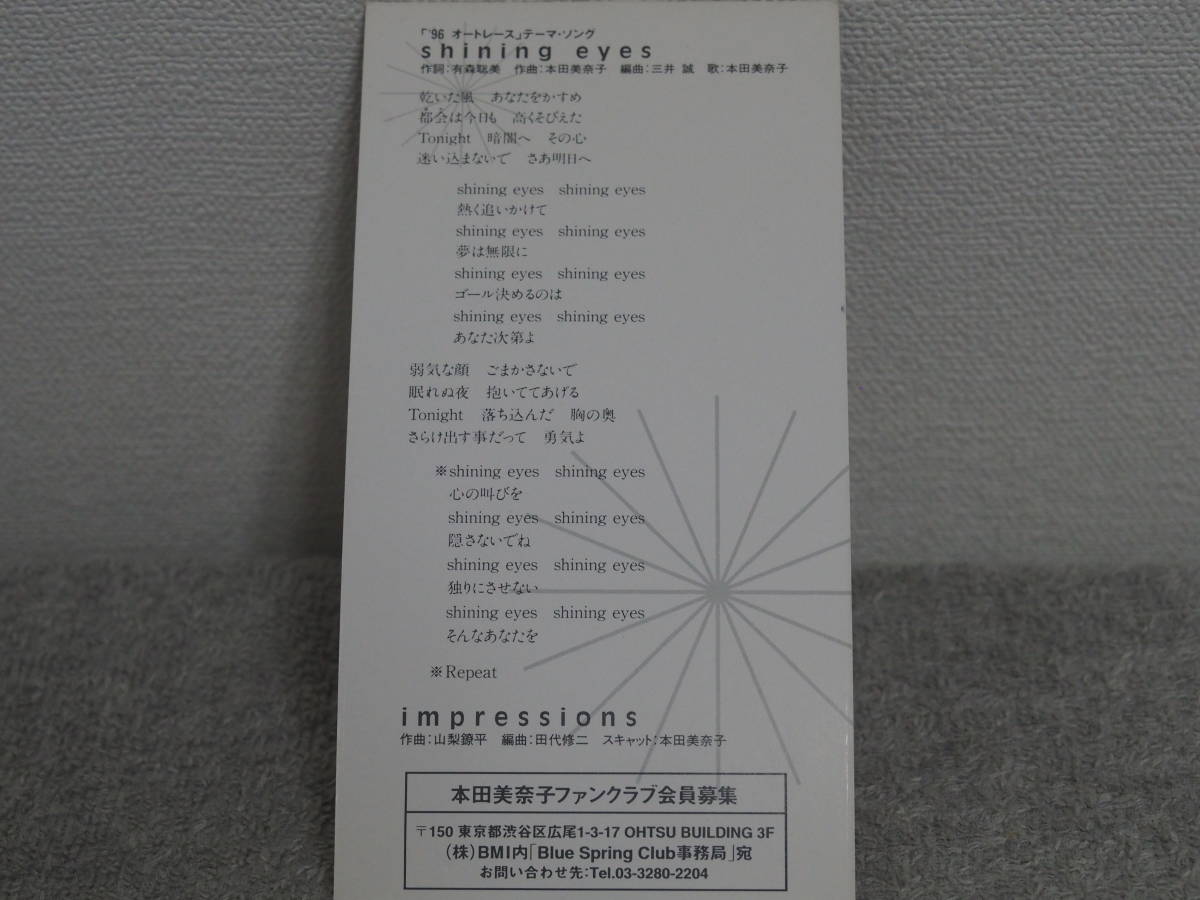 「'96 オートレース」テーマ・ソング
shining eyes
作詞:有森聡美　作曲:本田美奈子　編曲:三井 誠　歌:本田美奈子
乾いた風　あなたをかすめ
都会は今日も　高くそびえた
Tonight　暗闇へ　その心
迷い込まないで　さあ明日へ
shining eyes　shining eyes
熱く追いかけて
shining eyes　shining eyes
夢は無限に
shining eyes　shining eyes
ゴール決めるのは
shining eyes　shining eyes
あなた次第よ
弱気な顔　ごまかさないで
眠れぬ夜　抱いててあげる
Tonight　落ち込んだ　胸の奥
さらけ出す事だって　勇気よ
※shining eyes　shining eyes
心の叫びを
shining eyes　shining eyes
隠さないでね
shining eyes　shining eyes
独りにさせない
shining eyes　shining eyes
そんなあなたを
※Repeat
impressions
作曲:山梨鐐平　編曲:田代修二　スキャット:本田美奈子
本田美奈子ファンクラブ会員募集
〒150 東京都渋谷区広尾1-3-17 OHTSU BUILDING 3F
(株)BMI内「Blue Spring Club事務局」宛
お問い合わせ先:Tel.03-3280-2204